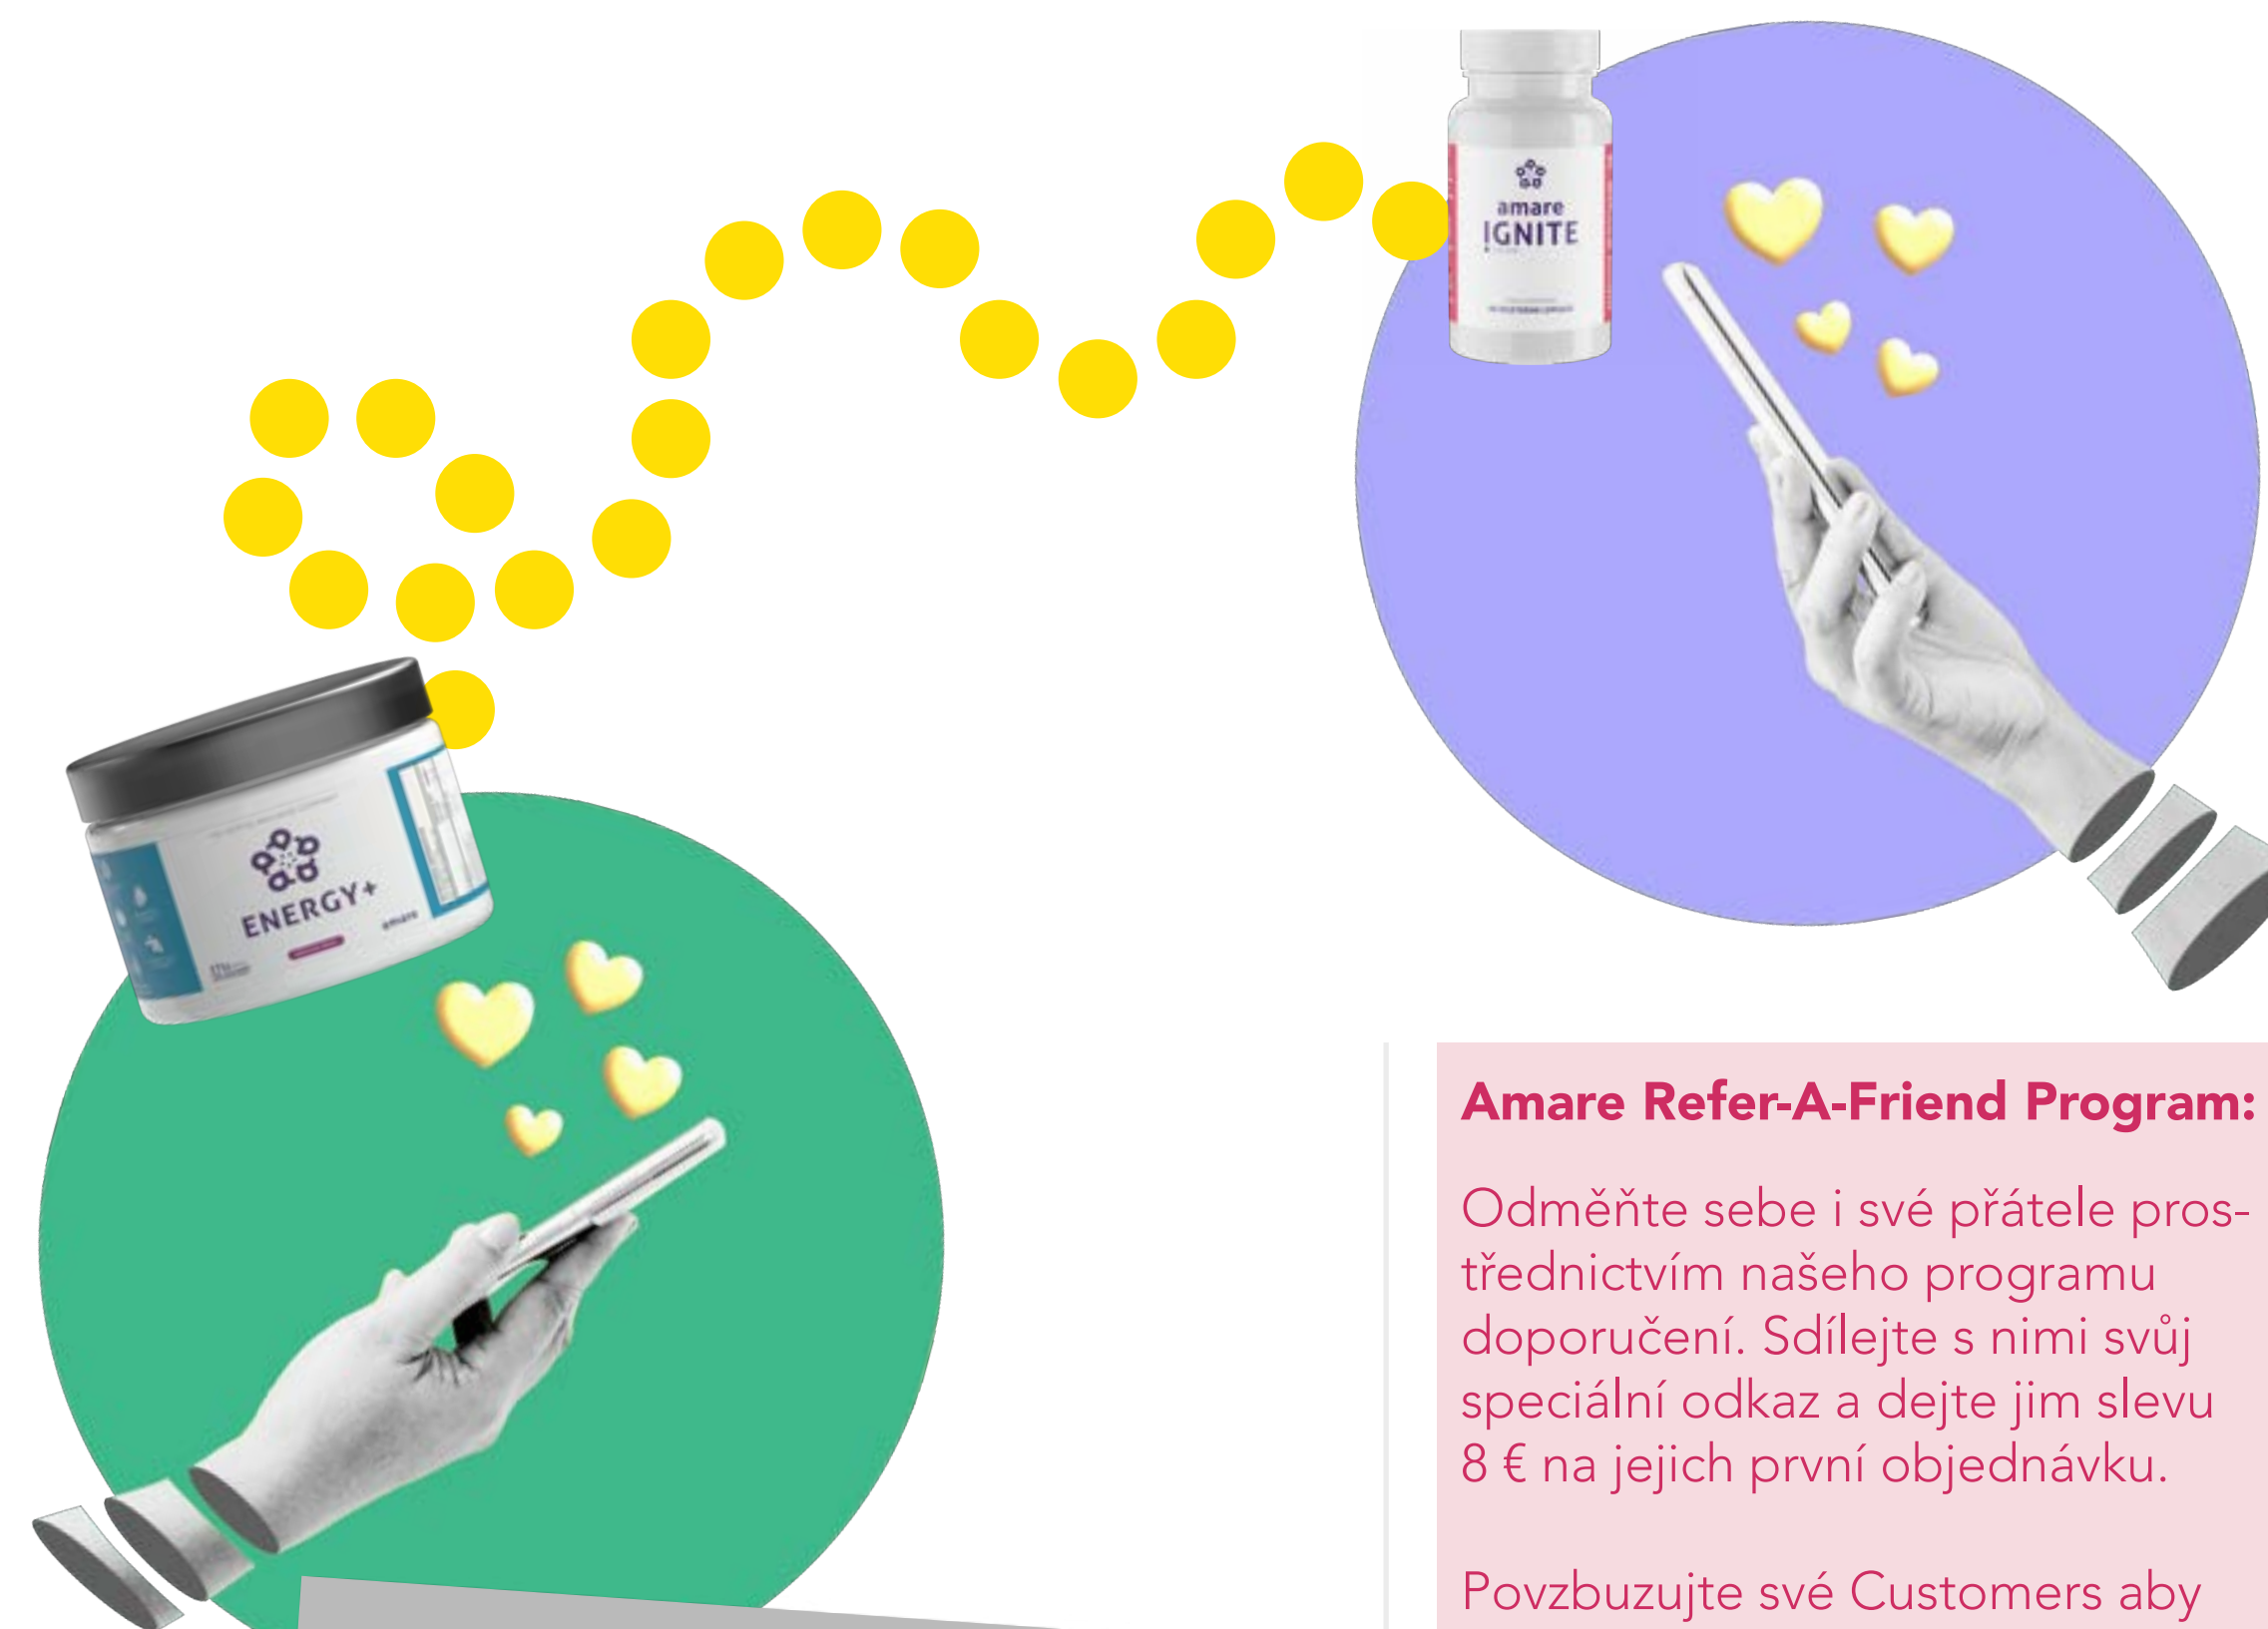 amare
IGNITE
ENERGY+
amare
Amare Refer-A-Friend Program:
Odměňte sebe i své přátele pros-
třednictvím našeho programu
doporučení. Sdílejte s nimi svůj
speciální odkaz a dejte jim slevu
8 € na jejich první objednávku.
Povzbuzujte své Customers aby